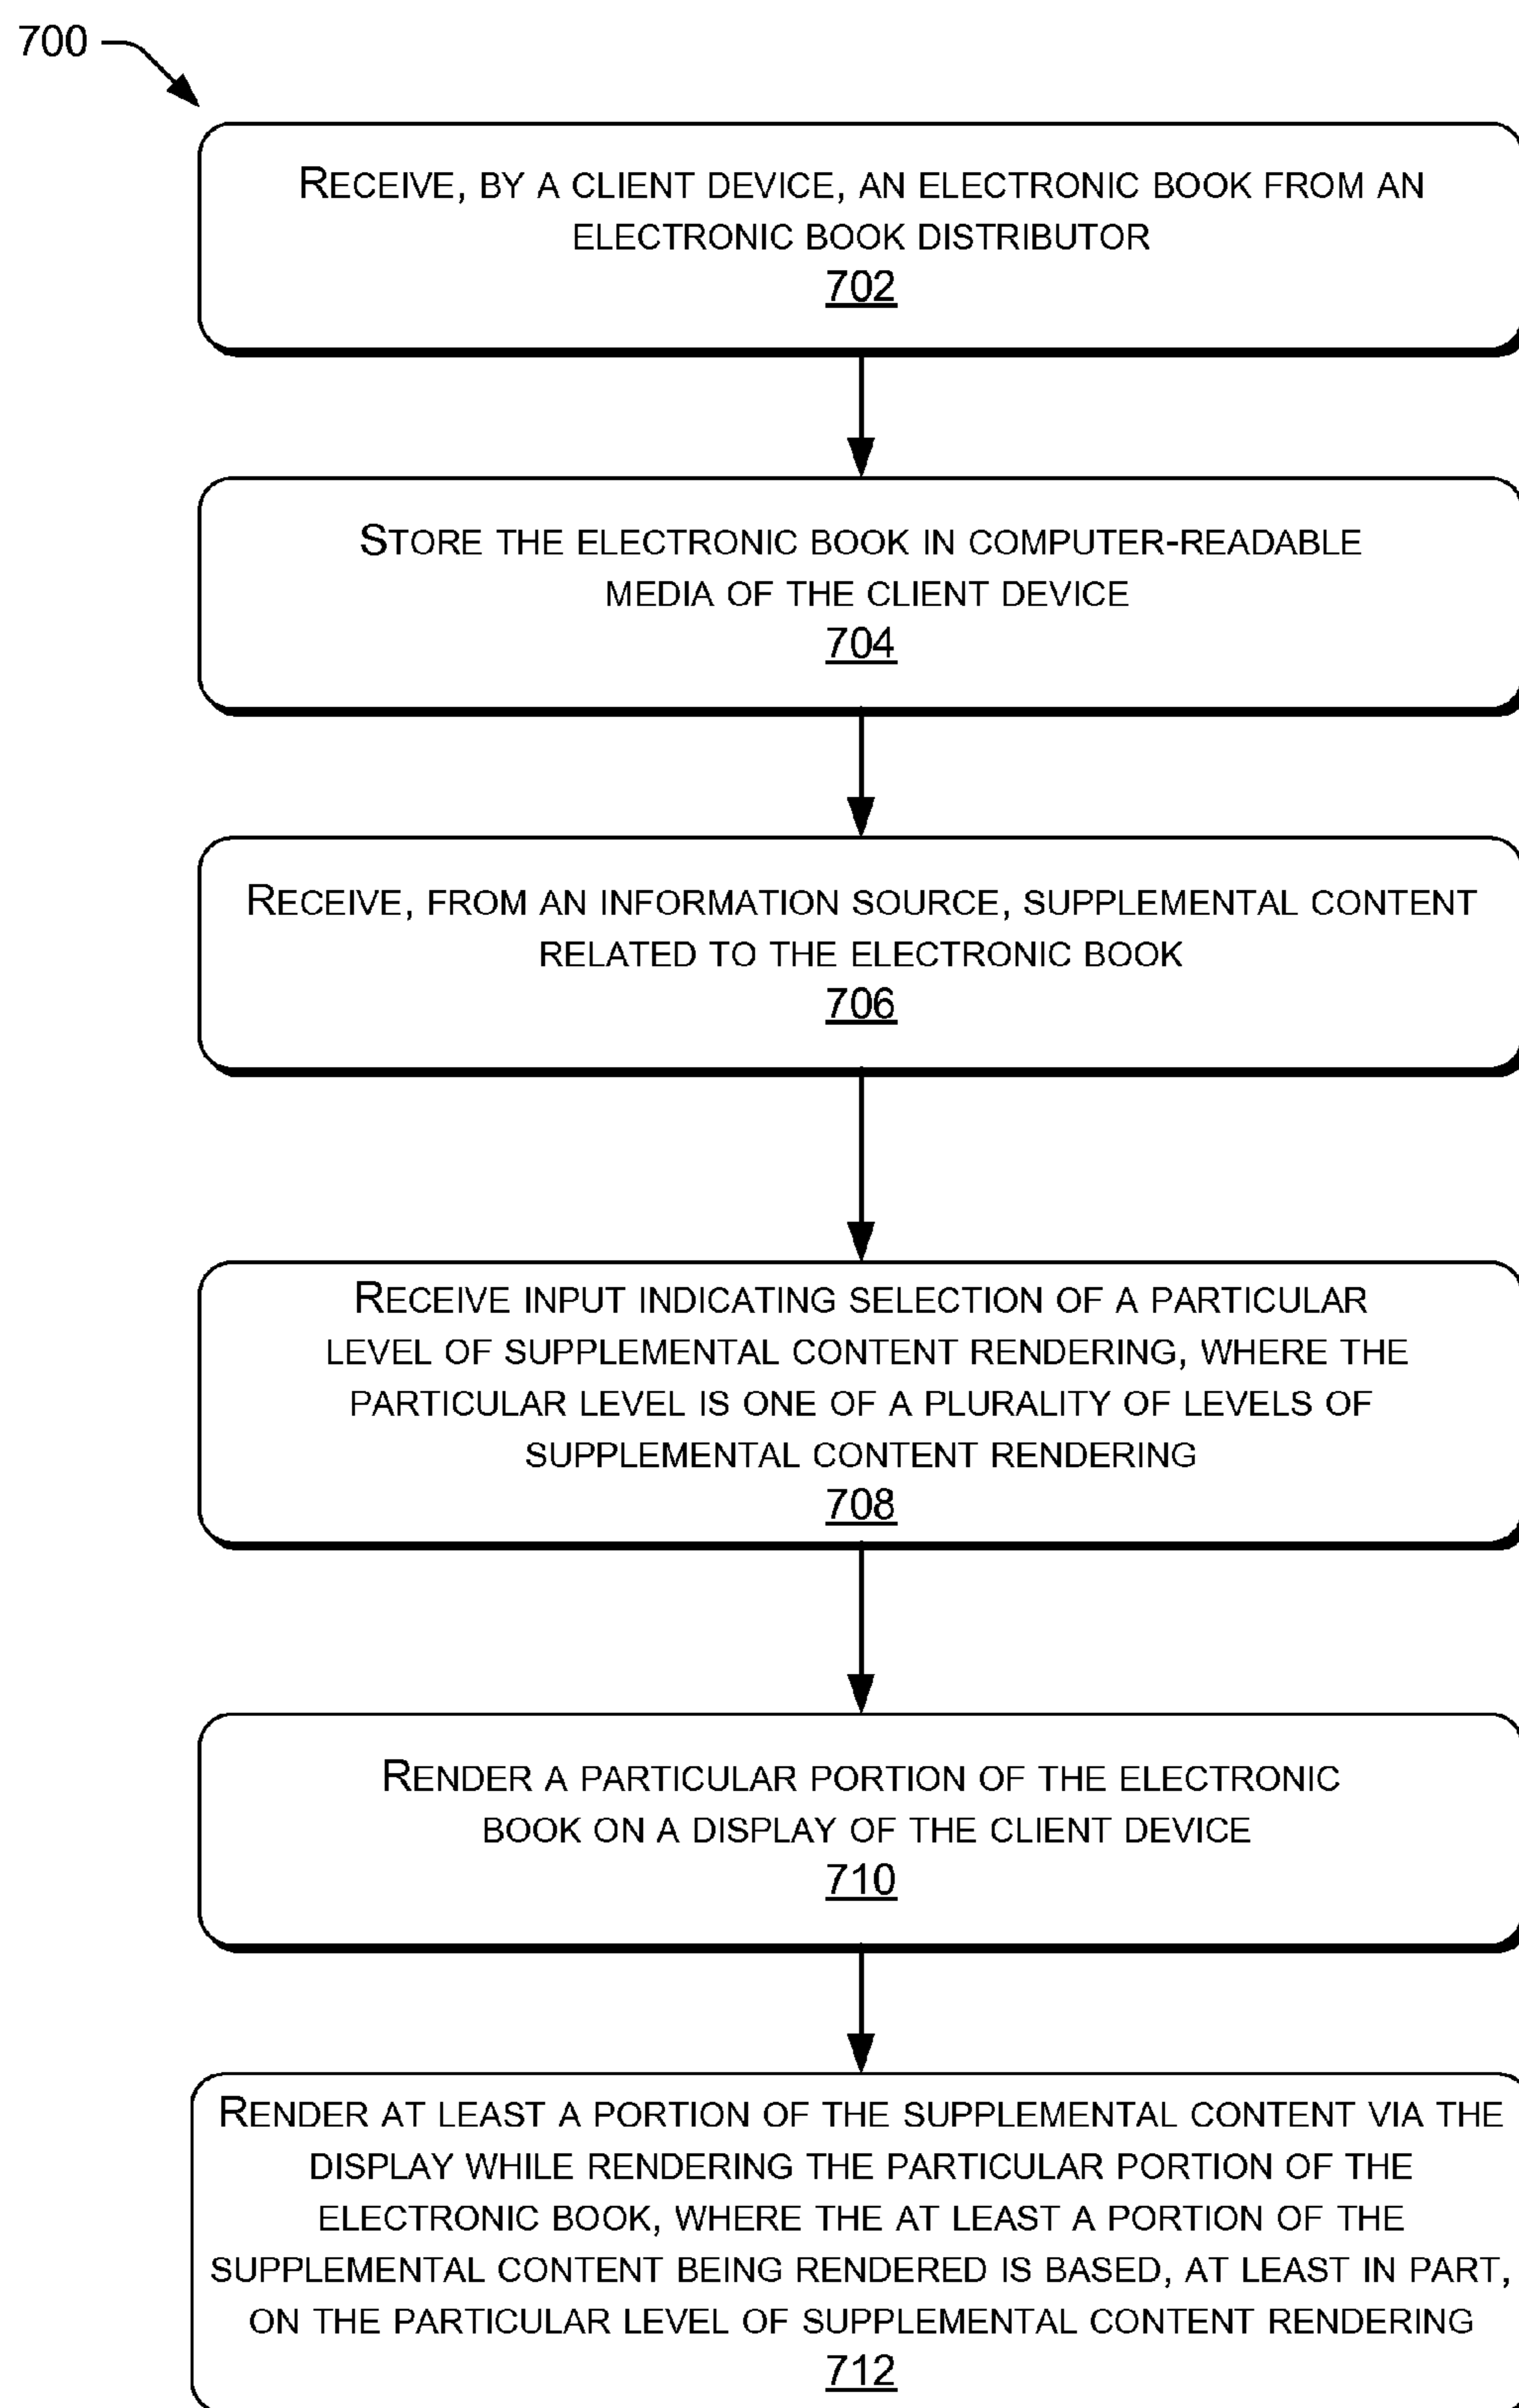 700
RECEIVE, BY A CLIENT DEVICE, AN ELECTRONIC BOOK FROM AN
ELECTRONIC BOOK DISTRIBUTOR
702
STORE THE ELECTRONIC BOOK IN COMPUTER-READABLE
MEDIA OF THE CLIENT DEVICE
704
RECEIVE, FROM AN INFORMATION SOURCE, SUPPLEMENTAL CONTENT
RELATED TO THE ELECTRONIC BOOK
706
RECEIVE INPUT INDICATING SELECTION OF A PARTICULAR
LEVEL OF SUPPLEMENTAL CONTENT RENDERING, WHERE THE
PARTICULAR LEVEL IS ONE OF A PLURALITY OF LEVELS OF
SUPPLEMENTAL CONTENT RENDERING
708
RENDER A PARTICULAR PORTION OF THE ELECTRONIC
BOOK ON A DISPLAY OF THE CLIENT DEVICE
710
RENDER AT LEAST A PORTION OF THE SUPPLEMENTAL CONTENT VIA THE
DISPLAY WHILE RENDERING THE PARTICULAR PORTION OF THE
ELECTRONIC BOOK, WHERE THE AT LEAST A PORTION OF THE
SUPPLEMENTAL CONTENT BEING RENDERED IS BASED, AT LEAST IN PART,
ON THE PARTICULAR LEVEL OF SUPPLEMENTAL CONTENT RENDERING
712